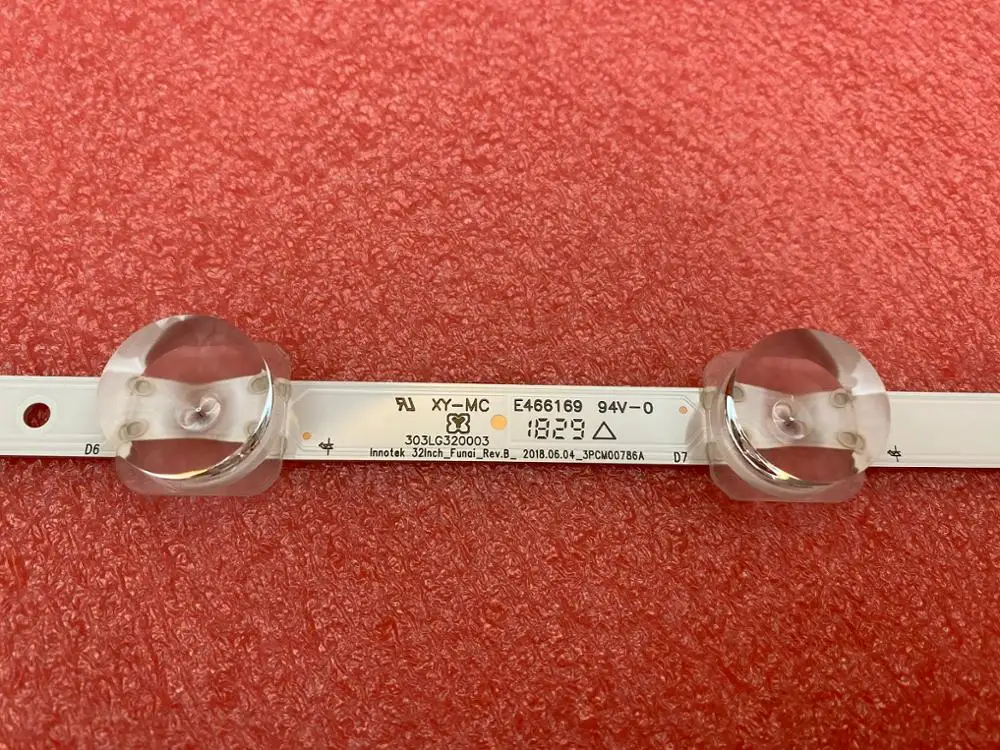 XY-MC E466169 94V-0
303LG320003 1829
D6 Innotek 32Inch_Funai_Rev.B_ 2018.06.04_3PCM00786A D7